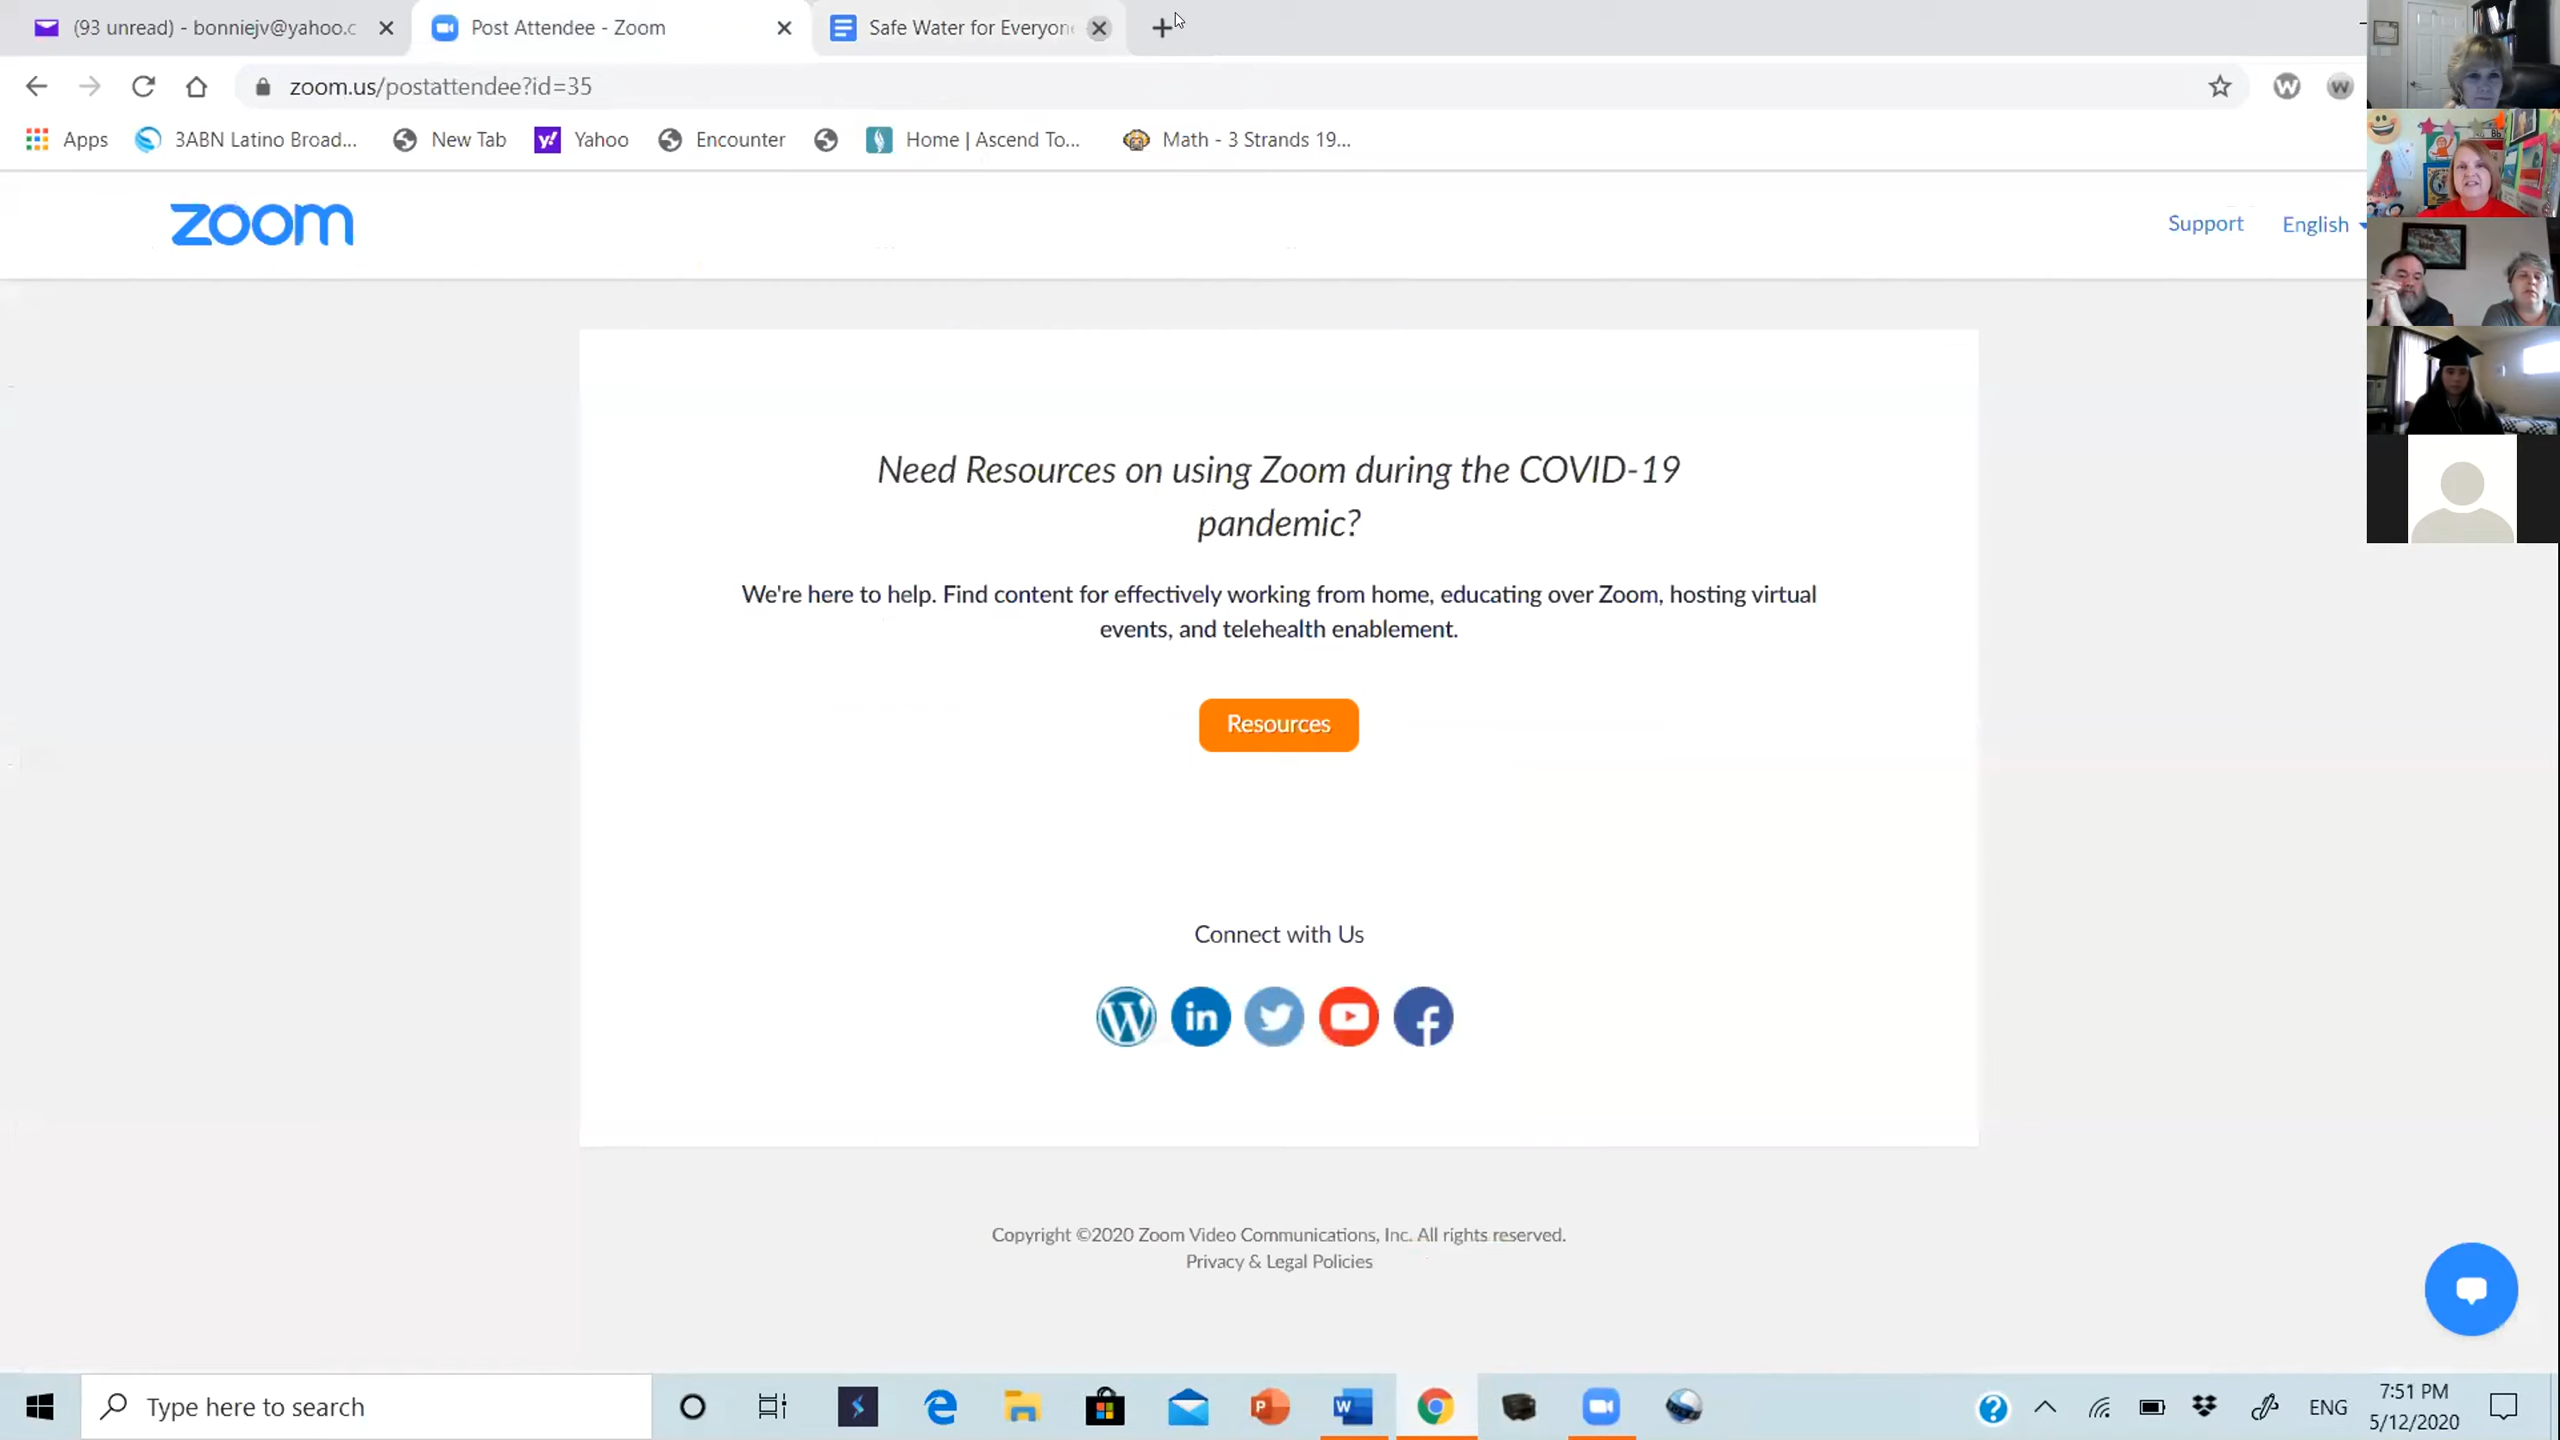 (93 unread) - bonniejv@yahoo.c
Post Attendee - Zoom
Safe Water for Everyon
zoom.us/postattendee?id=35
Apps
3ABN Latino Broad...
New Tab
Yahoo
Encounter
Home | Ascend To...
Math - 3 Strands 19...
zoom
Support
English
Need Resources on using Zoom during the COVID-19
pandemic?
We're here to help. Find content for effectively working from home, educating over Zoom, hosting virtual
events, and telehealth enablement.
Resources
Connect with Us
Copyright ©2020 Zoom Video Communications, Inc. All rights reserved.
Privacy & Legal Policies
Type here to search
ENG
7:51 PM
5/12/2020